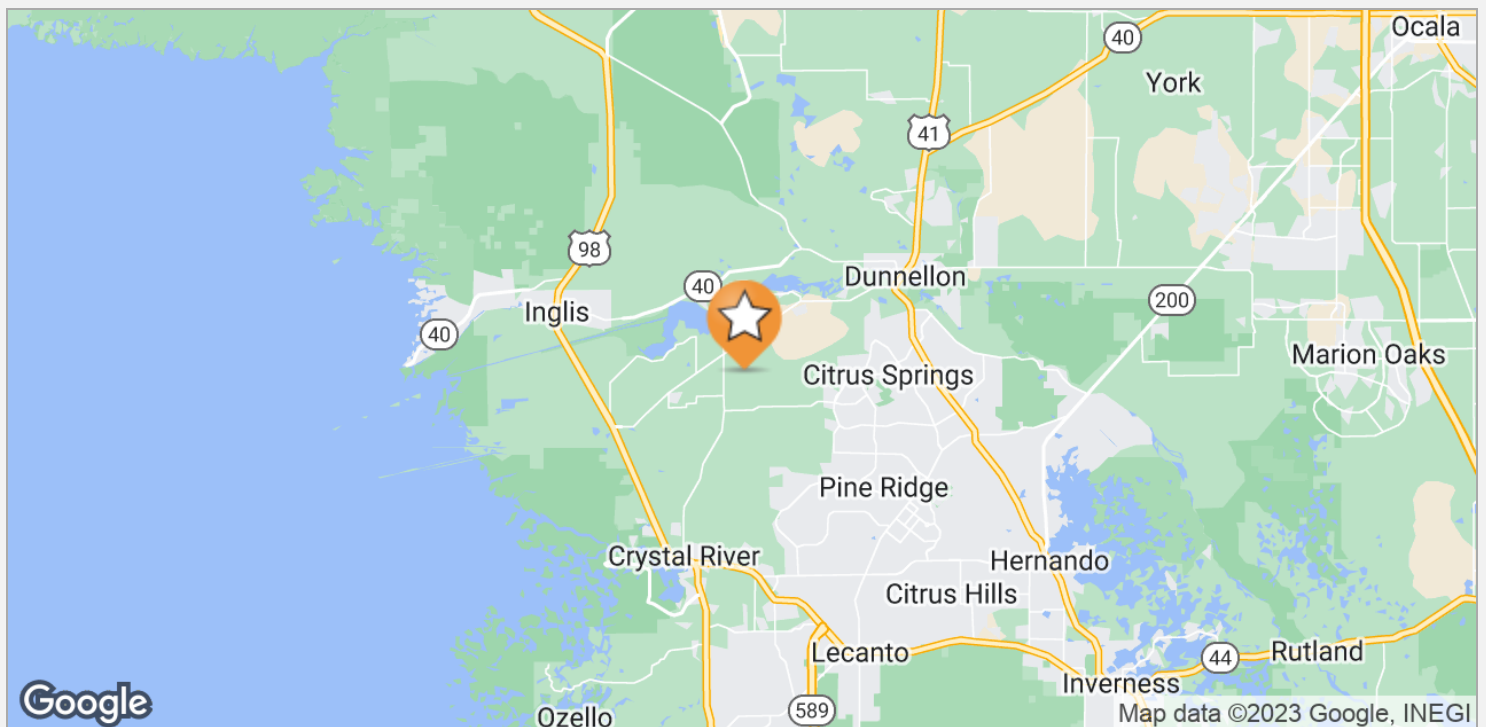 Ocala
40
York
41
98
Dunnellon
40
200
Inglis
40
Marion Oaks
Citrus Springs
Pine Ridge
Crystal River
Hernando
Citrus Hills
Lecanto
44
Rutland
Inverness
589
Ozello
Google
Map data ©2023 Google, INEGI